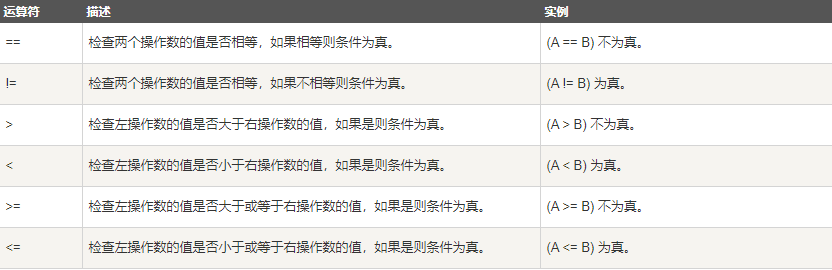 运算符 描述 实例
== 检查两个操作数的值是否相等，如果相等则条件为真。 (A == B) 不为真。
!= 检查两个操作数的值是否相等，如果不相等则条件为真。 (A != B) 为真。
> 检查左操作数的值是否大于右操作数的值，如果是则条件为真。 (A > B) 不为真。
< 检查左操作数的值是否小于右操作数的值，如果是则条件为真。 (A < B) 为真。
>= 检查左操作数的值是否大于或等于右操作数的值，如果是则条件为真。 (A >= B) 不为真。
<= 检查左操作数的值是否小于或等于右操作数的值，如果是则条件为真。 (A <= B) 为真。